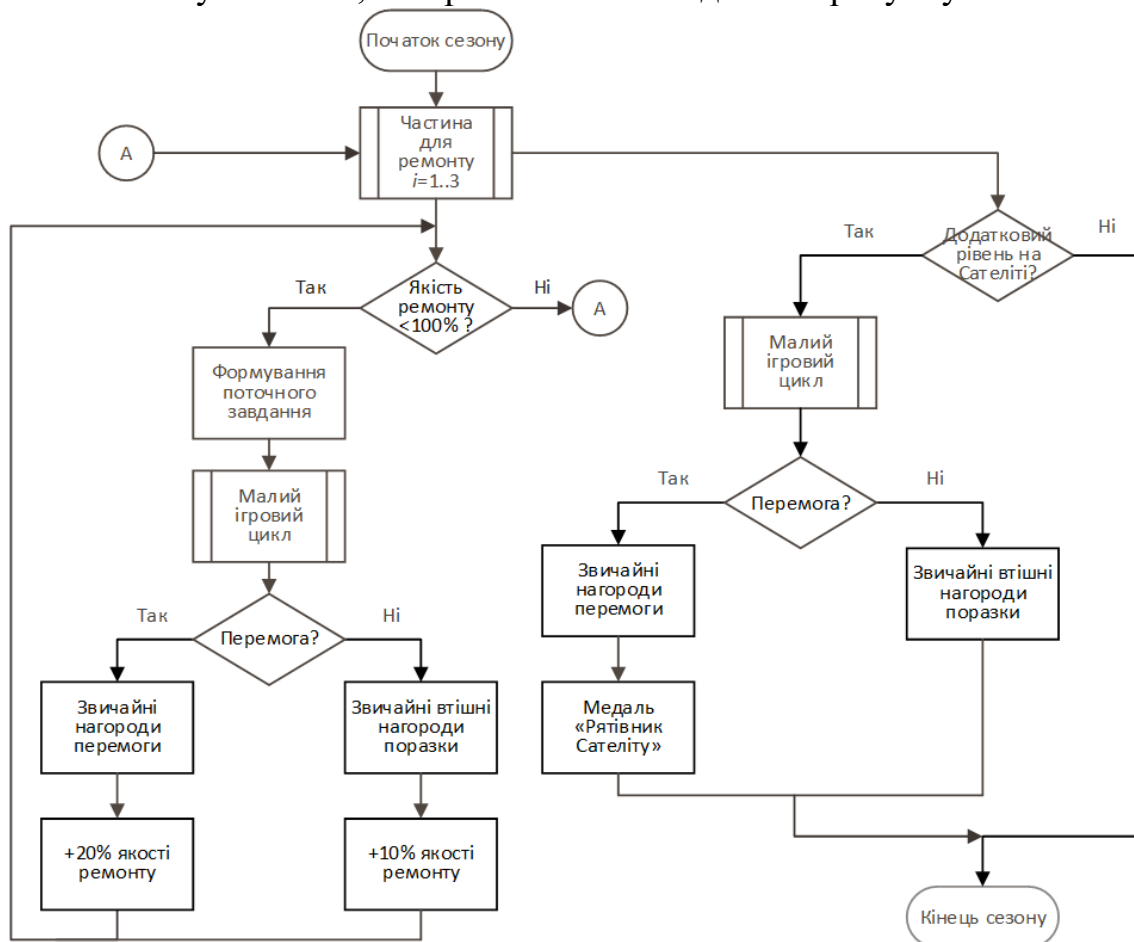 Початок сезону
Частина
для
ремонту
i=1..3
А
Додатковий
рівень на
Сателіті?
Так
Ні
Якість
ремонту
<100% ?
Так
Ні
А
Малий
ігровий
цикл
Формування
поточного
завдання
Перемога?
Так
Ні
Малий
ігровий
цикл
Звичайні
нагороди
перемоги
Звичайні втішні
нагороди
поразки
Перемога?
Так
Ні
Звичайні
нагороди
перемоги
Звичайні втішні
нагороди
поразки
Медаль
«Рятівник
Сателіту»
+20% якості
ремонту
+10% якості
ремонту
Кінець сезону